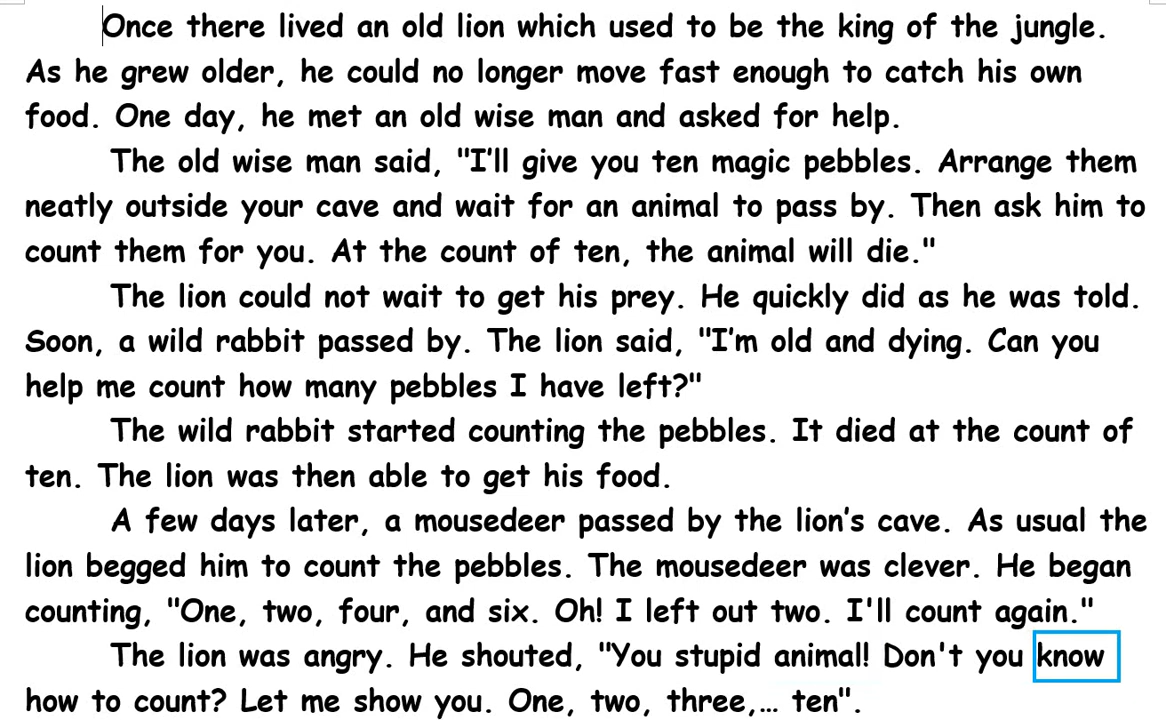 Once there lived an old lion which used to be the king of the jungle.
As he grew older, he could no longer move fast enough to catch his own
food. One day, he met an old wise man and asked for help.
The old wise man said, "I'll give you ten magic pebbles. Arrange them
neatly outside your cave and wait for an animal to pass by. Then ask him to
count them for you. At the count of ten, the animal will die."
The lion could not wait to get his prey. He quickly did as he was told.
Soon, a wild rabbit passed by. The lion said, "I'm old and dying. Can you
help me count how many pebbles I have left?"
The wild rabbit started counting the pebbles. It died at the count of
ten. The lion was then able to get his food.
A few days later, a mousedeer passed by the lion's cave. As usual the
lion begged him to count the pebbles. The mousedeer was clever. He began
counting, "One, two, four, and six. Oh! I left out two. I'll count again."
The lion was angry. He shouted, "You stupid animal! Don't you know
how to count? Let me show you. One, two, three,… ten".